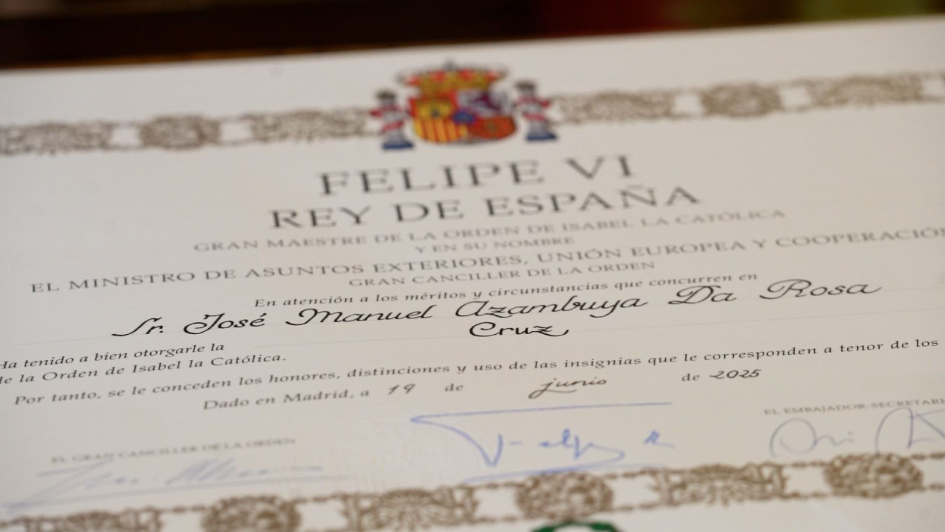 FELIPE VI
REY DE ESPAÑA
GRAN MAESTRE DE LA ORDEN DE ISABEL LA CATÓLICA
Y EN SU NOMBRE
EL MINISTRO DE ASUNTOS EXTERIORES, UNIÓN EUROPEA Y COOPERACIÓN
GRAN CANCILLER DE LA ORDEN
En atención a los méritos y circunstancias que concurren en
Sr. José Manuel Azambuya Da Rosa
Cruz
Ha tenido a bien otorgarle la
de la Orden de Isabel la Católica.
Por tanto, se le conceden los honores, distinciones y uso de las insignias que le corresponden a tenor de los
Dado en Madrid, a 19 de junio de 2025
EL GRAN CANCILLER DE LA ORDEN
EL EMBAJADOR-SECRETARI